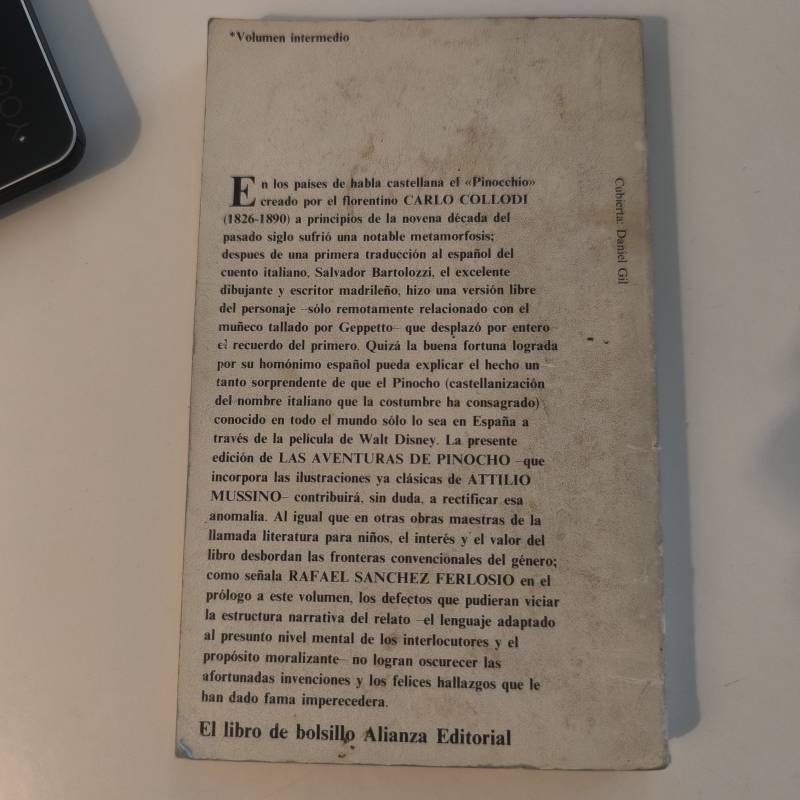 *Volumen intermedio
En los países de habla castellana el «Pinocchio»
creado por el florentino CARLO COLLODI
(1826-1890) a principios de la novena década del
pasado siglo sufrió una notable metamorfosis;
despues de una primera traducción al español del
cuento italiano, Salvador Bartolozzi, el excelente
dibujante y escritor madrileño, hizo una versión libre
del personaje –sólo remotamente relacionado con el
muñeco tallado por Geppetto– que desplazó por entero
el recuerdo del primero. Quizá la buena fortuna lograda
por su homónimo español pueda explicar el hecho un
tanto sorprendente de que el Pinocho (castellanización
del nombre italiano que la costumbre ha consagrado)
conocido en todo el mundo sólo lo sea en España a
través de la película de Walt Disney. La presente
edición de LAS AVENTURAS DE PINOCHO –que
incorpora las ilustraciones ya clásicas de ATTILIO
MUSSINO– contribuirá, sin duda, a rectificar esa
anomalía. Al igual que en otras obras maestras de la
llamada literatura para niños, el interés y el valor del
libro desbordan las fronteras convencionales del género;
como señala RAFAEL SANCHEZ FERLOSIO en el
prólogo a este volumen, los defectos que pudieran viciar
la estructura narrativa del relato –el lenguaje adaptado
al presunto nivel mental de los interlocutores y el
propósito moralizante– no logran oscurecer las
afortunadas invenciones y los felices hallazgos que le
han dado fama imperecedera.
El libro de bolsillo Alianza Editorial
Cubierta: Daniel Gil